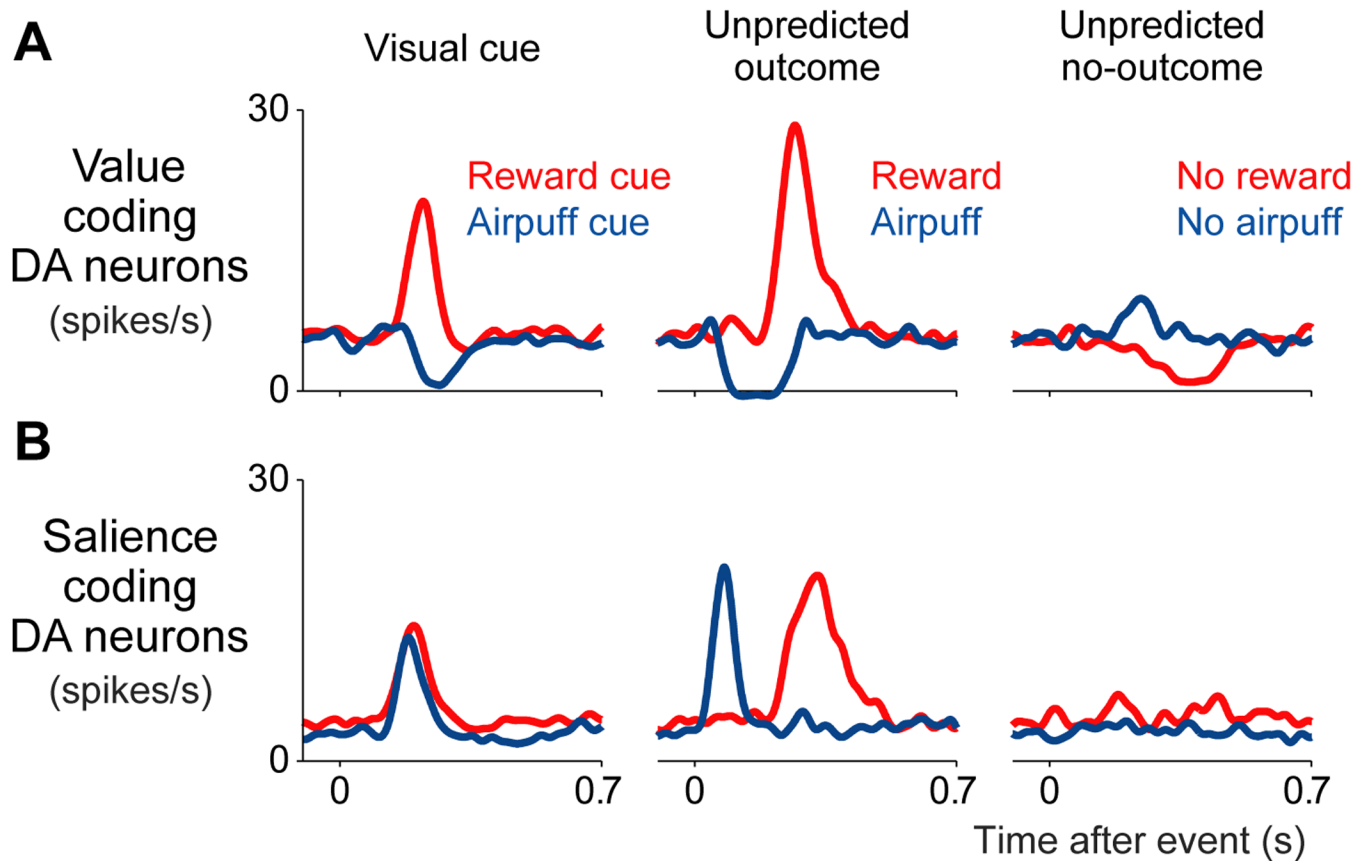 A
Visual cue
Unpredicted
outcome
Unpredicted
no-outcome
Value
coding
DA neurons
(spikes/s)
30
0
Reward cue
Airpuff cue
Reward
Airpuff
No reward
No airpuff
B
Salience
coding
DA neurons
(spikes/s)
30
0
0 0.7
0 0.7
0 0.7
Time after event (s)